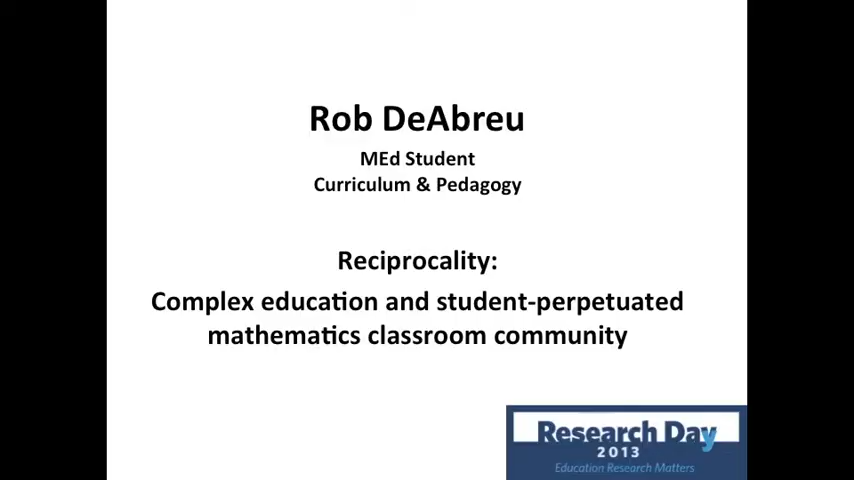 Rob DeAbreu
MEd Student
Curriculum & Pedagogy
Reciprocality:
Complex education and student-perpetuated
mathematics classroom community
Research Day
2013
Education Research Matters